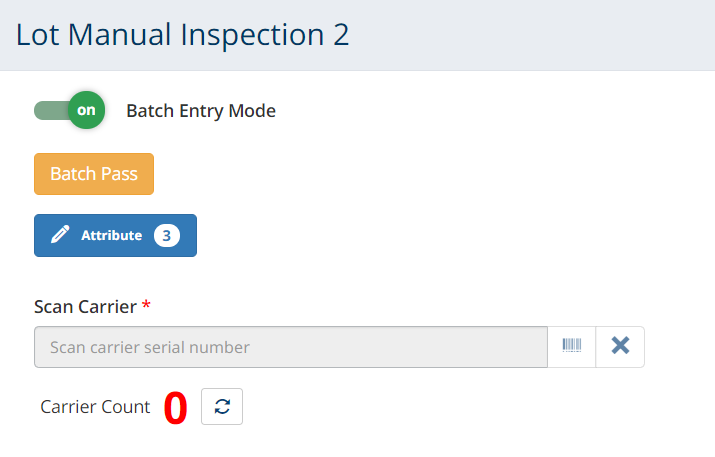 Lot Manual Inspection 2
on Batch Entry Mode
Batch Pass
Attribute 3
Scan Carrier *
Scan carrier serial number
Carrier Count 0